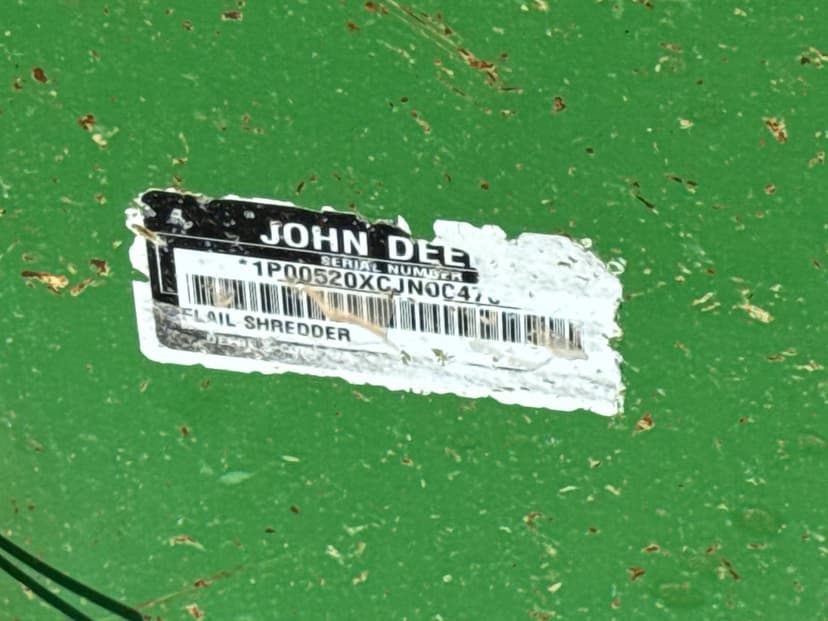 JOHN DEE
SERIAL NUMBER
*1P00520XCJN0C47
FLAIL SHREDDER